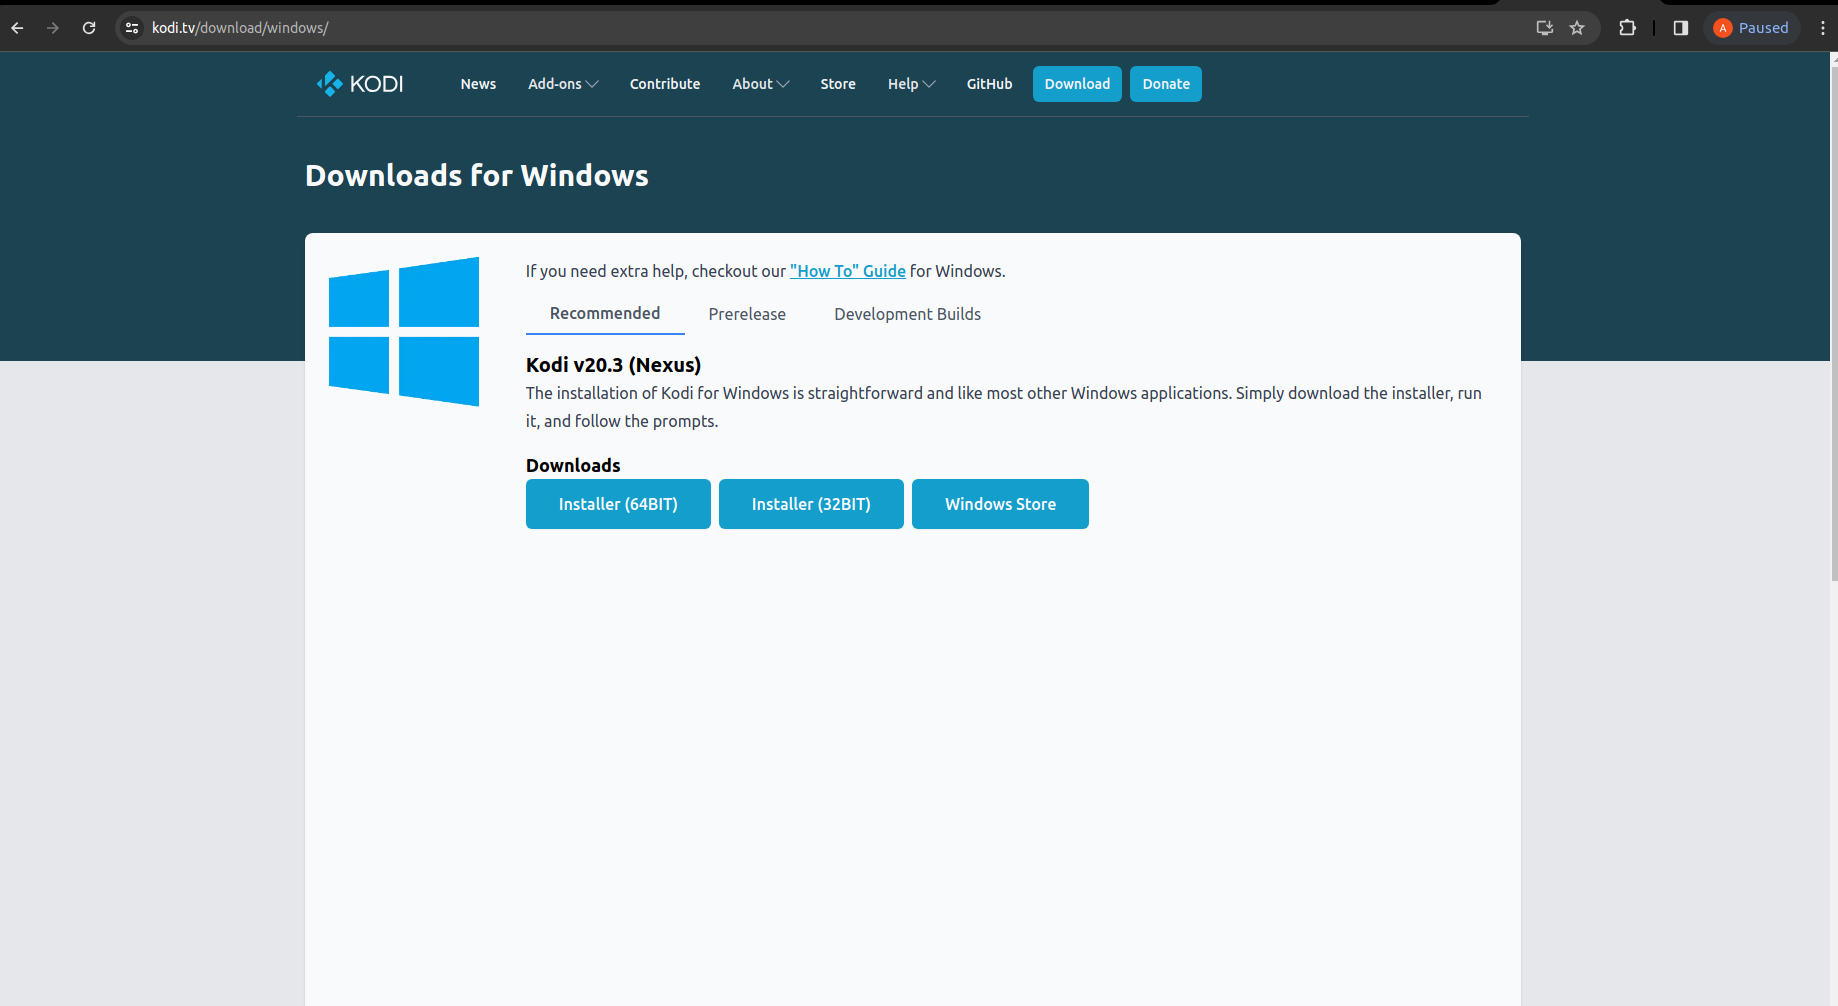 kodi.tv/download/windows/
A Paused
KODI News Add-ons Contribute About Store Help GitHub Download Donate
Downloads for Windows
If you need extra help, checkout our "How To" Guide for Windows.
Recommended Prerelease Development Builds
Kodi v20.3 (Nexus)
The installation of Kodi for Windows is straightforward and like most other Windows applications. Simply download the installer, run
it, and follow the prompts.
Downloads
Installer (64BIT) Installer (32BIT) Windows Store